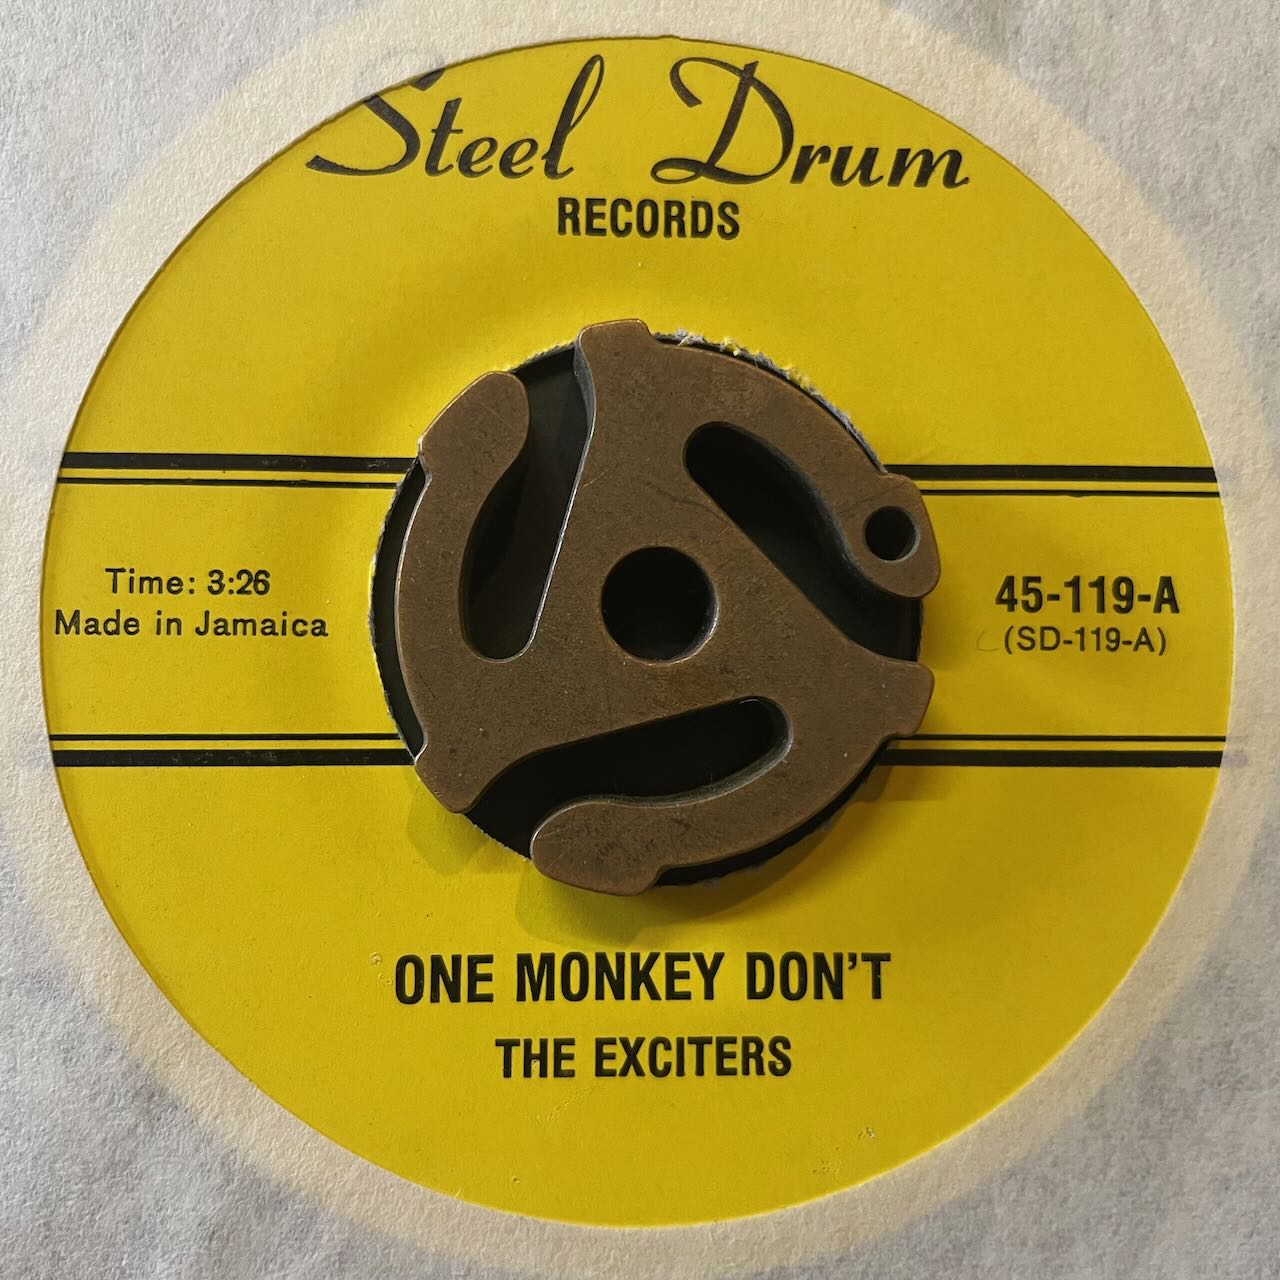 Steel Drum
RECORDS
Time: 3:26
Made in Jamaica
45-119-A
(SD-119-A)
ONE MONKEY DON'T
THE EXCITERS